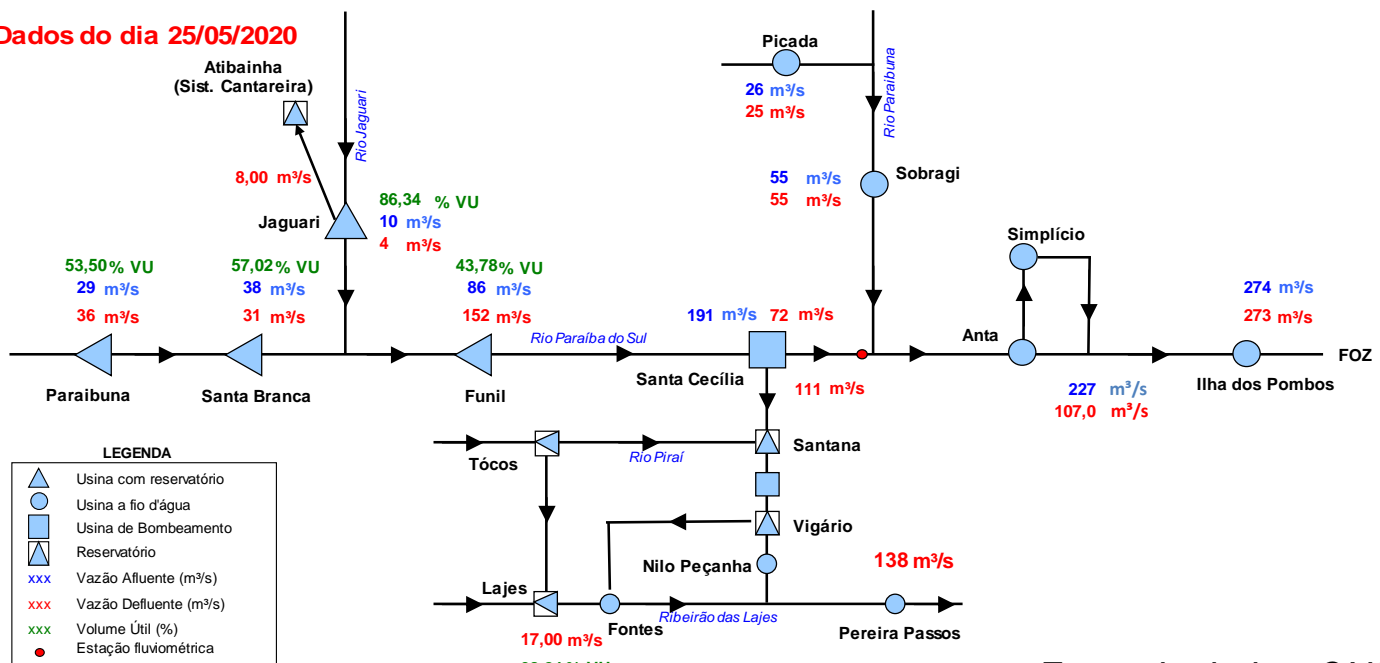 Dados do dia 25/05/2020
Atibainha
(Sist. Cantareira)
Rio Jaguari
8,00 m³/s
Jaguari
86,34 % VU
10 m³/s
4 m³/s
Picada
26 m³/s
25 m³/s
Rio Paraibuna
55 m³/s
55 m³/s
Sobragi
Simplício
53,50% VU
29 m³/s
36 m³/s
57,02% VU
38 m³/s
31 m³/s
43,78% VU
86 m³/s
152 m³/s
Rio Paraíba do Sul
191 m³/s 72 m³/s
274 m³/s
273 m³/s
Anta
FOZ
Paraibuna
Santa Branca
Funil
Santa Cecília
111 m³/s
227 m³/s
107,0 m³/s
Ilha dos Pombos
Tócos
Rio Piraí
Santana
Vigário
Nilo Peçanha
138 m³/s
Lajes
Fontes
Ribeirão das Lajes
Pereira Passos
17,00 m³/s
LEGENDA
Usina com reservatório
Usina a fio d'água
Usina de Bombeamento
Reservatório
xxx Vazão Afluente (m³/s)
xxx Vazão Defluente (m³/s)
xxx Volume Útil (%)
Estação fluviométrica